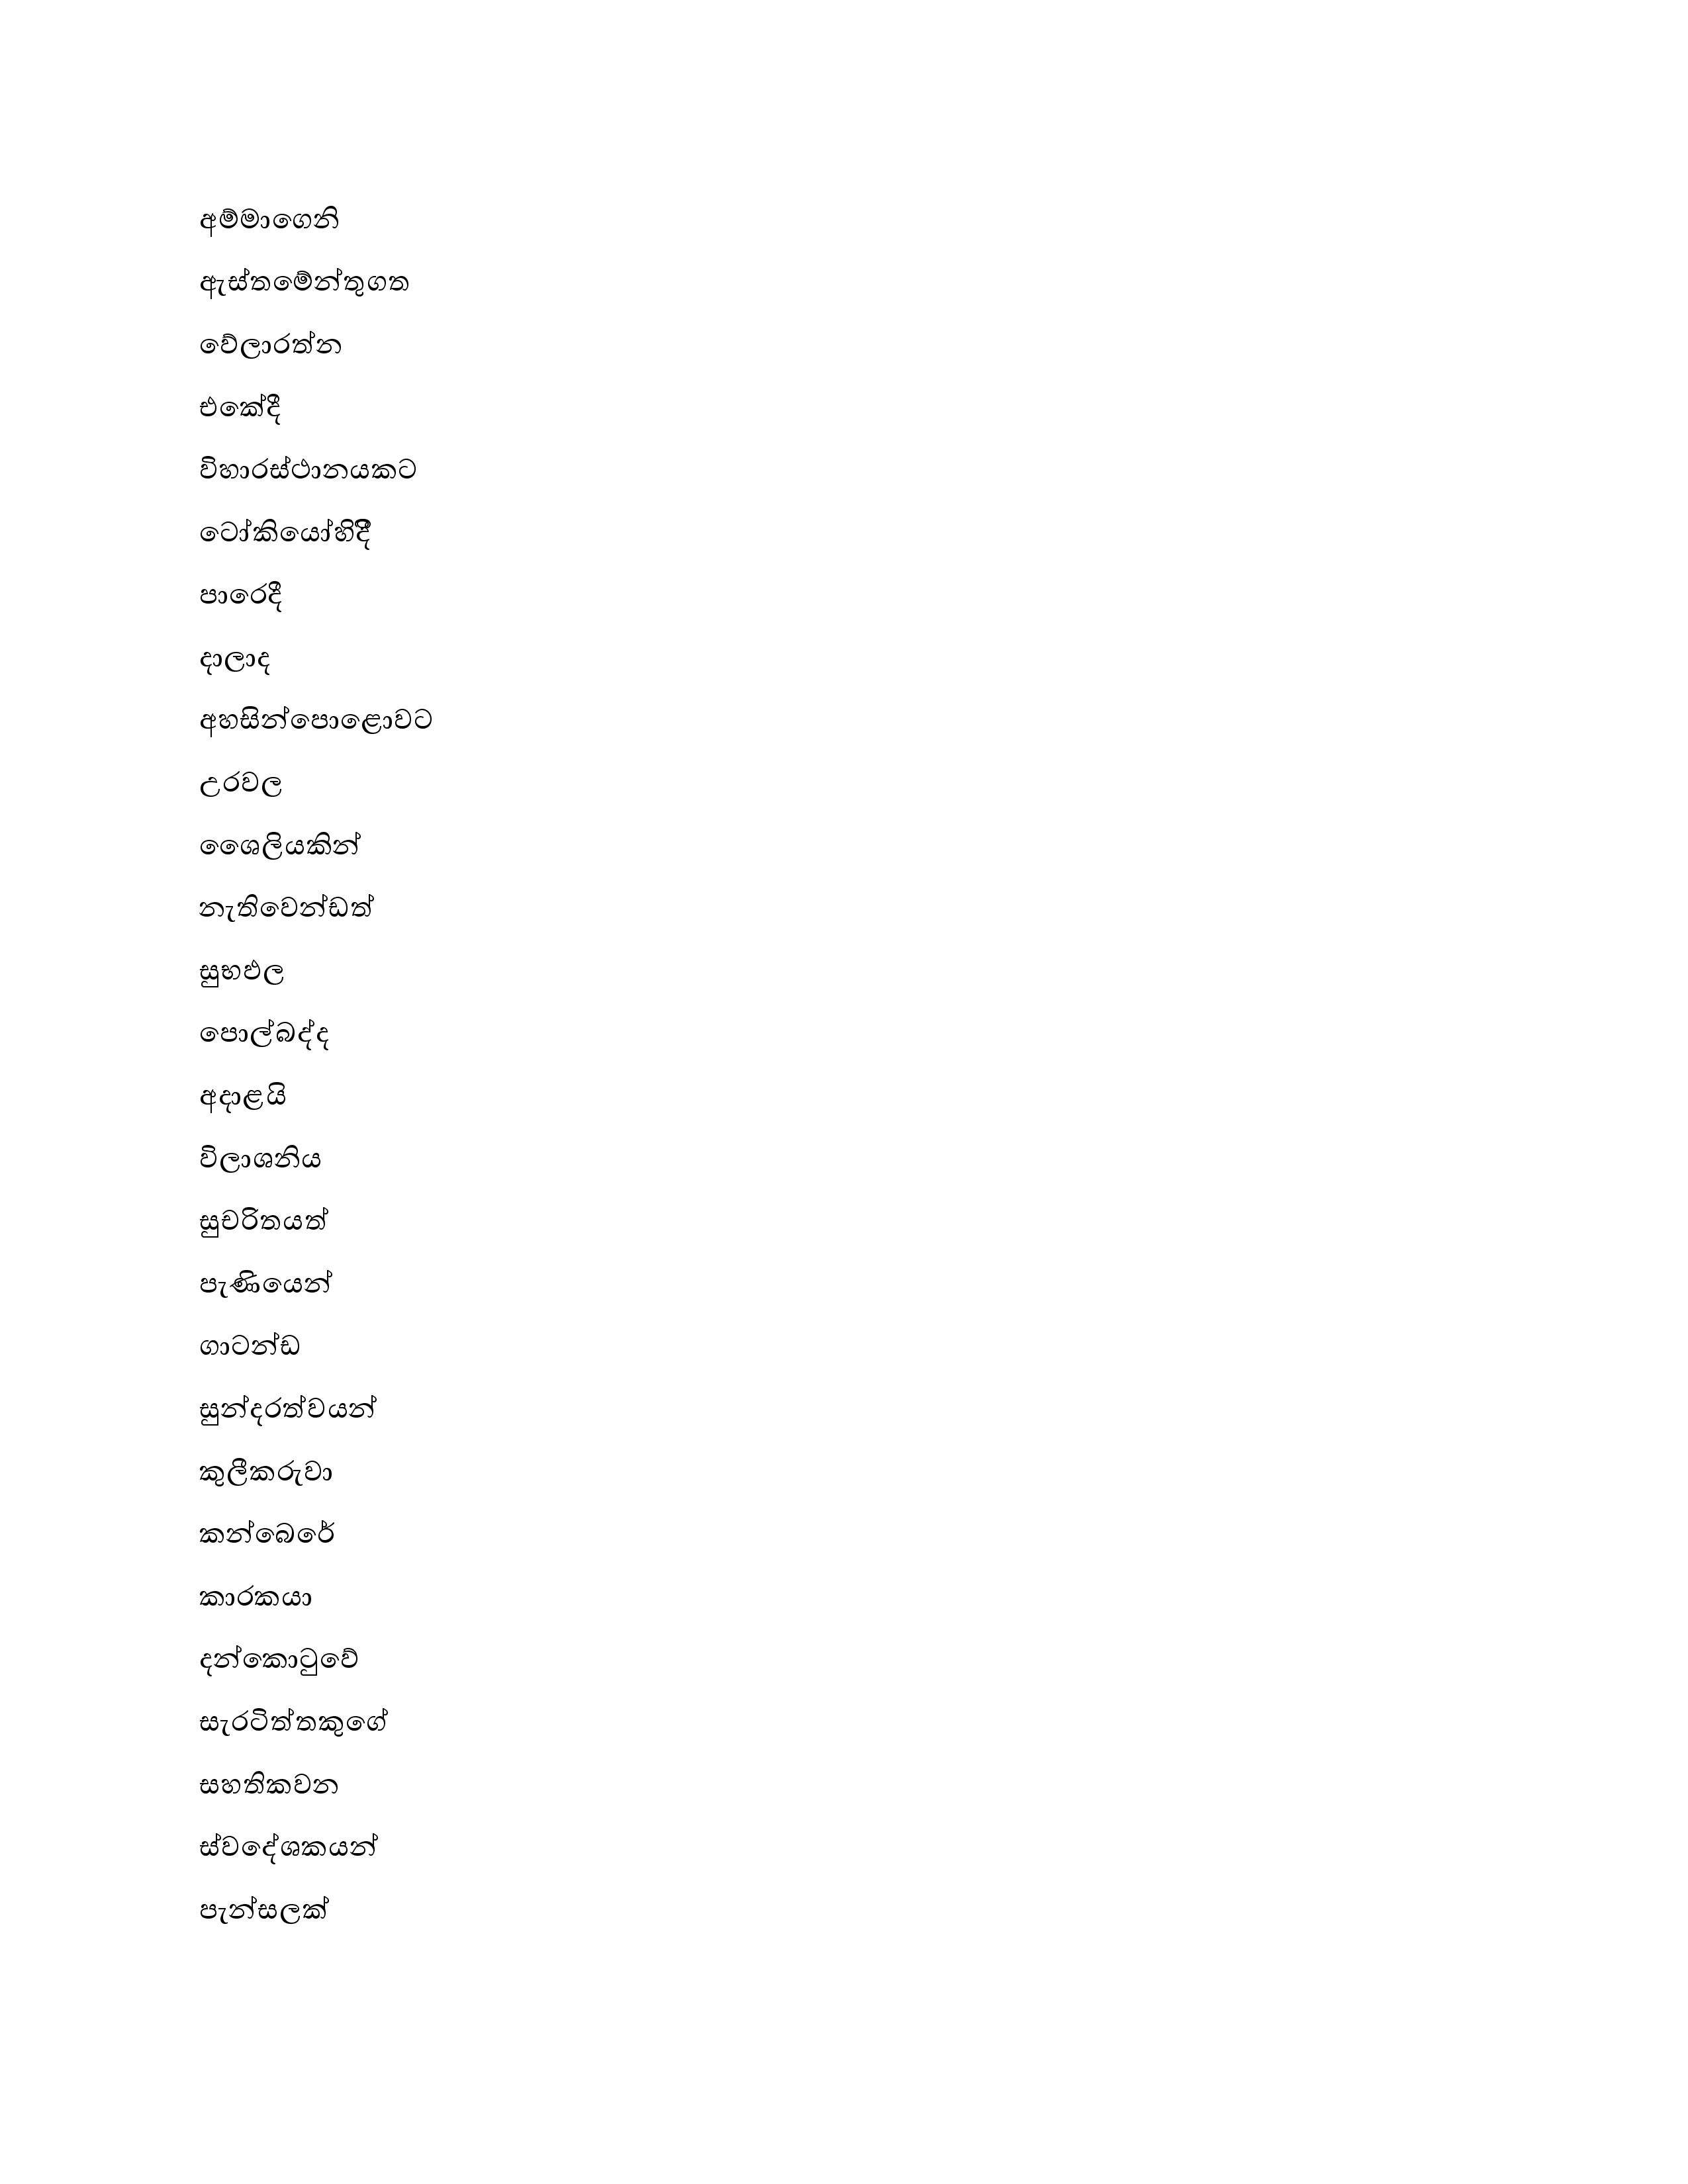 අම්මාගෙනි
ඇස්තමේන්තුගත
වේලාරත්න
එකේදී
විහාරස්ථානයකට
ටෝකියෝහිදීි
පාරෙදී
දාලාද
අහසින්පොළොවට
උරවල
ශෛලියකින්
නැතිවෙන්ඩත්
සුභඵල
පොල්බද්ද
අදාළයි
විලාශනිය
සුචරිතයත්
පැණියෙන්
ගාටන්ඩ
සුන්දරත්වයන්
කුලීකරුවා
කන්බෙරේ
කාරකයා
දන්කොටුවේ
සැරටිත්තකුගේ
සහතිකවන
ස්වදේශකයන්
පැන්සලක්